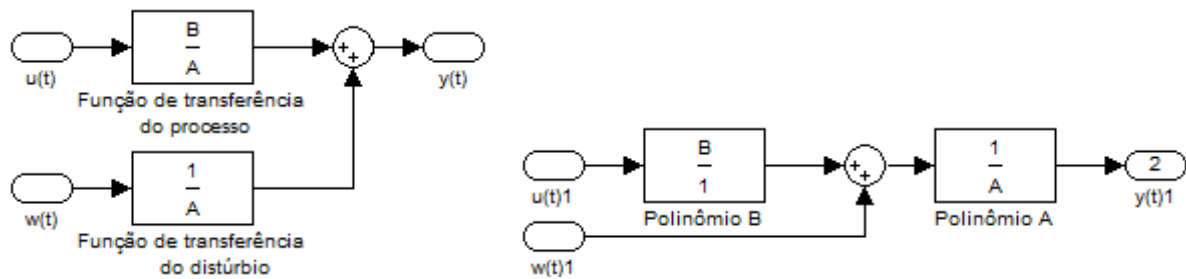 B
A
+
+
u(t)
y(t)
Função de transferência
do processo
1
A
w(t)
Função de transferência
do distúrbio
B
1
+
+
1
A
2
u(t)1
Polinômio B
Polinômio A
y(t)1
w(t)1